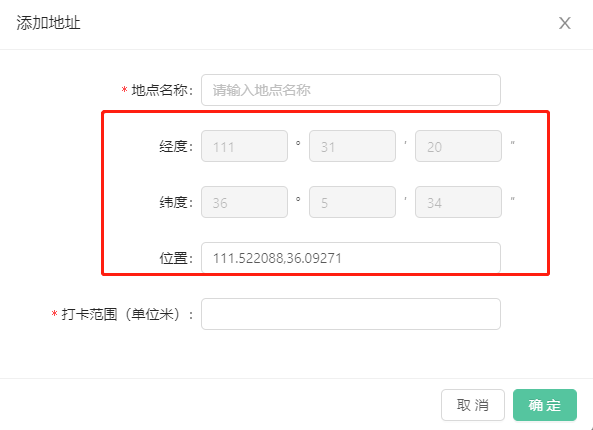 添加地址
* 地点名称: 请输入地点名称
经度: 111 ° 31 ′ 20 ″
纬度: 36 ° 5 ′ 34 ″
位置: 111.522088,36.09271
* 打卡范围（单位米）:
取 消 确 定